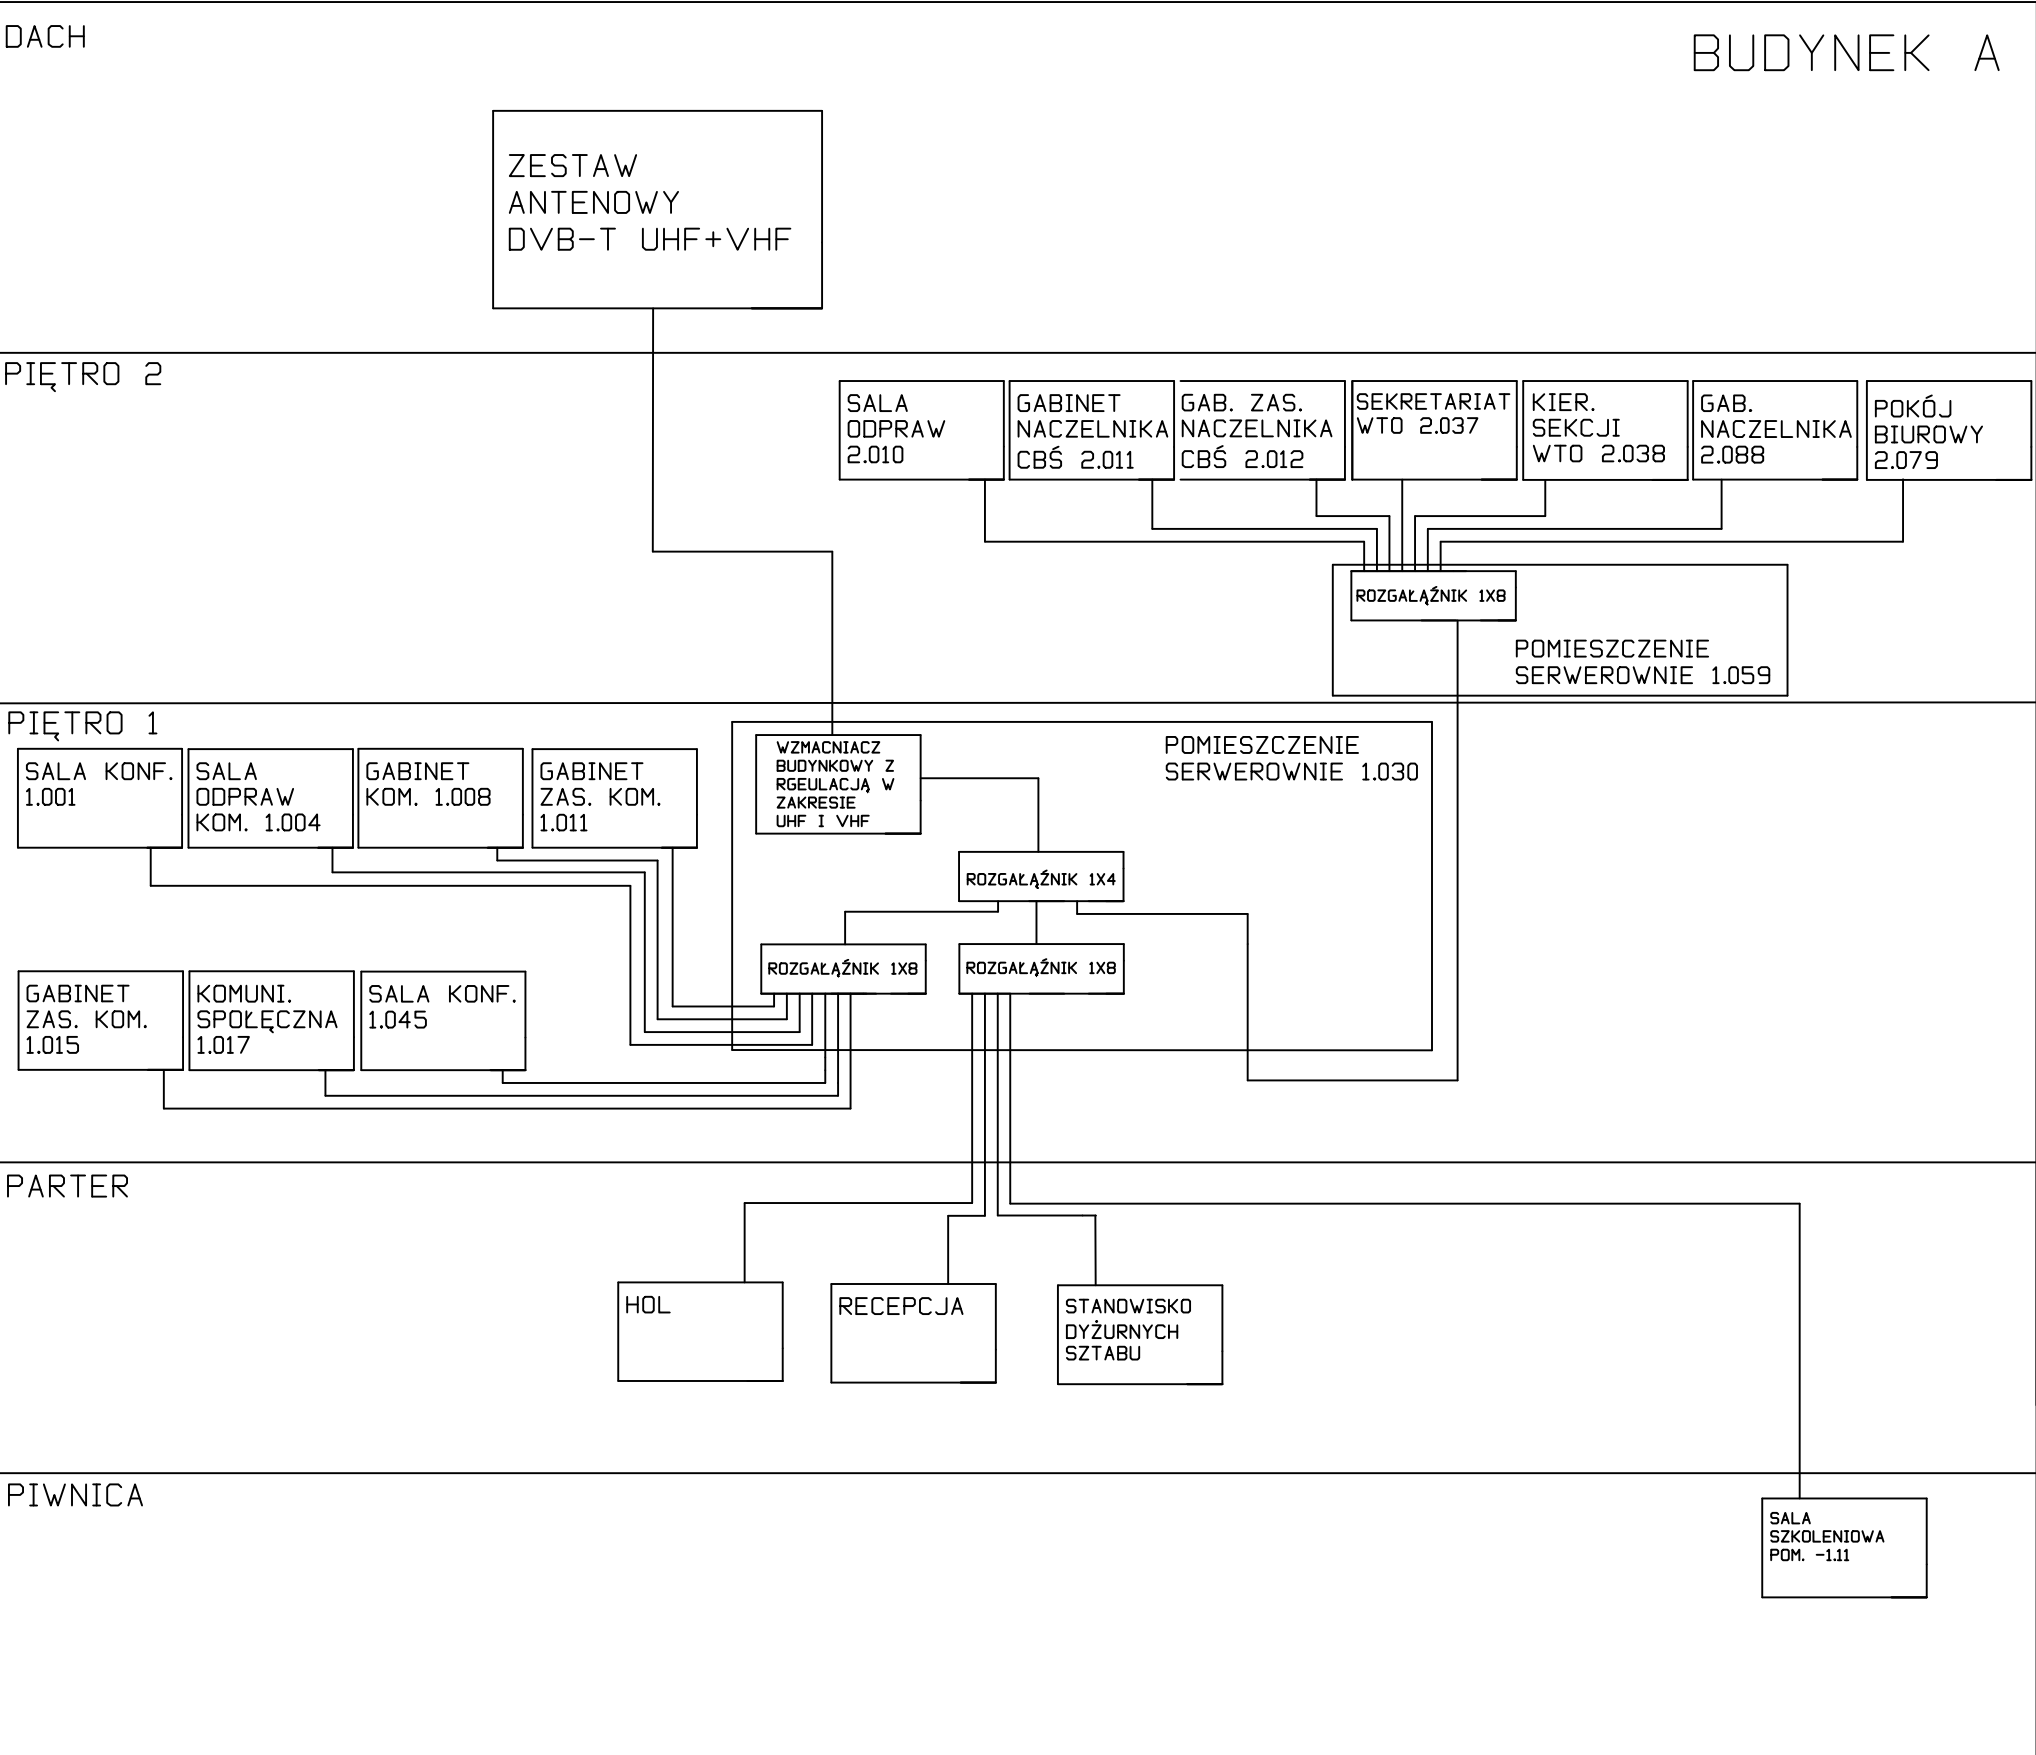 DACH
BUDYNEK A
ZESTAW
ANTENOWY
DVB-T UHF+VHF
PIĘTRO 2
SALA
ODPRAW
2.010
GABINET
NACZELNIKA
CBŚ 2.011
GAB. ZAS.
NACZELNIKA
CBŚ 2.012
SEKRETARIAT
WTO 2.037
KIER.
SEKCJI
WTO 2.038
GAB.
NACZELNIKA
2.088
POKÓJ
BIUROWY
2.079
ROZGAŁĄŹNIK 1X8
POMIESZCZENIE
SERWEROWNIE 1.059
PIĘTRO 1
SALA KONF.
1.001
SALA
ODPRAW
KOM. 1.004
GABINET
KOM. 1.008
GABINET
ZAS. KOM.
1.011
WZMACNIACZ
BUDYNKOWY Z
RGEULACJĄ W
ZAKRESIE
UHF I VHF
POMIESZCZENIE
SERWEROWNIE 1.030
ROZGAŁĄŹNIK 1X4
ROZGAŁĄŹNIK 1X8
ROZGAŁĄŹNIK 1X8
GABINET
ZAS. KOM.
1.015
KOMUNI.
SPOŁĘCZNA
1.017
SALA KONF.
1.045
PARTER
HOL
RECEPCJA
STANOWISKO
DYŻURNYCH
SZTABU
PIWNICA
SALA
SZKOLENIOWA
POM. -1.11